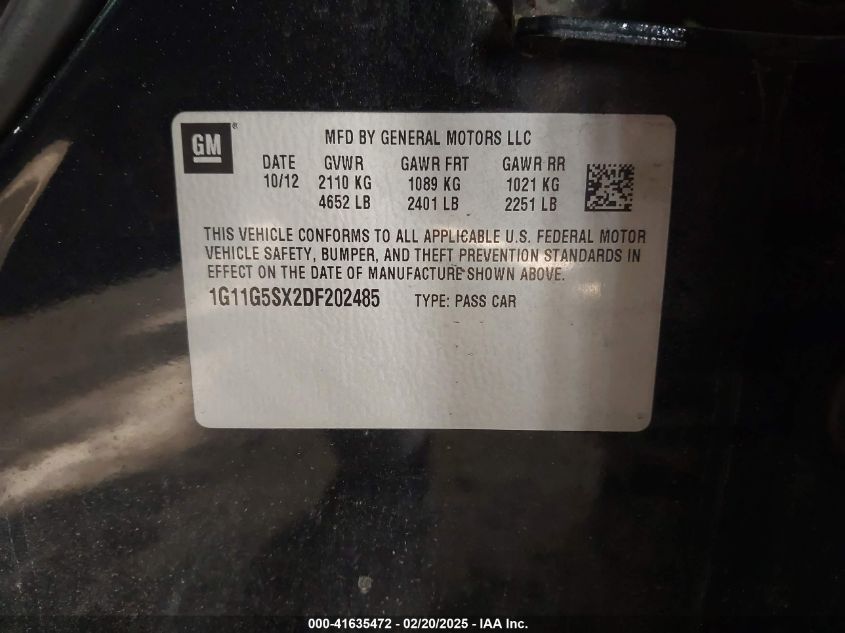 GM ®
MFD BY GENERAL MOTORS LLC
DATE GVWR GAWR FRT GAWR RR
10/12 2110 KG 1089 KG 1021 KG
4652 LB 2401 LB 2251 LB
THIS VEHICLE CONFORMS TO ALL APPLICABLE U.S. FEDERAL MOTOR
VEHICLE SAFETY, BUMPER, AND THEFT PREVENTION STANDARDS IN
EFFECT ON THE DATE OF MANUFACTURE SHOWN ABOVE.
1G11G5SX2DF202485 TYPE: PASS CAR
000-41635472 - 02/20/2025 - IAA Inc.